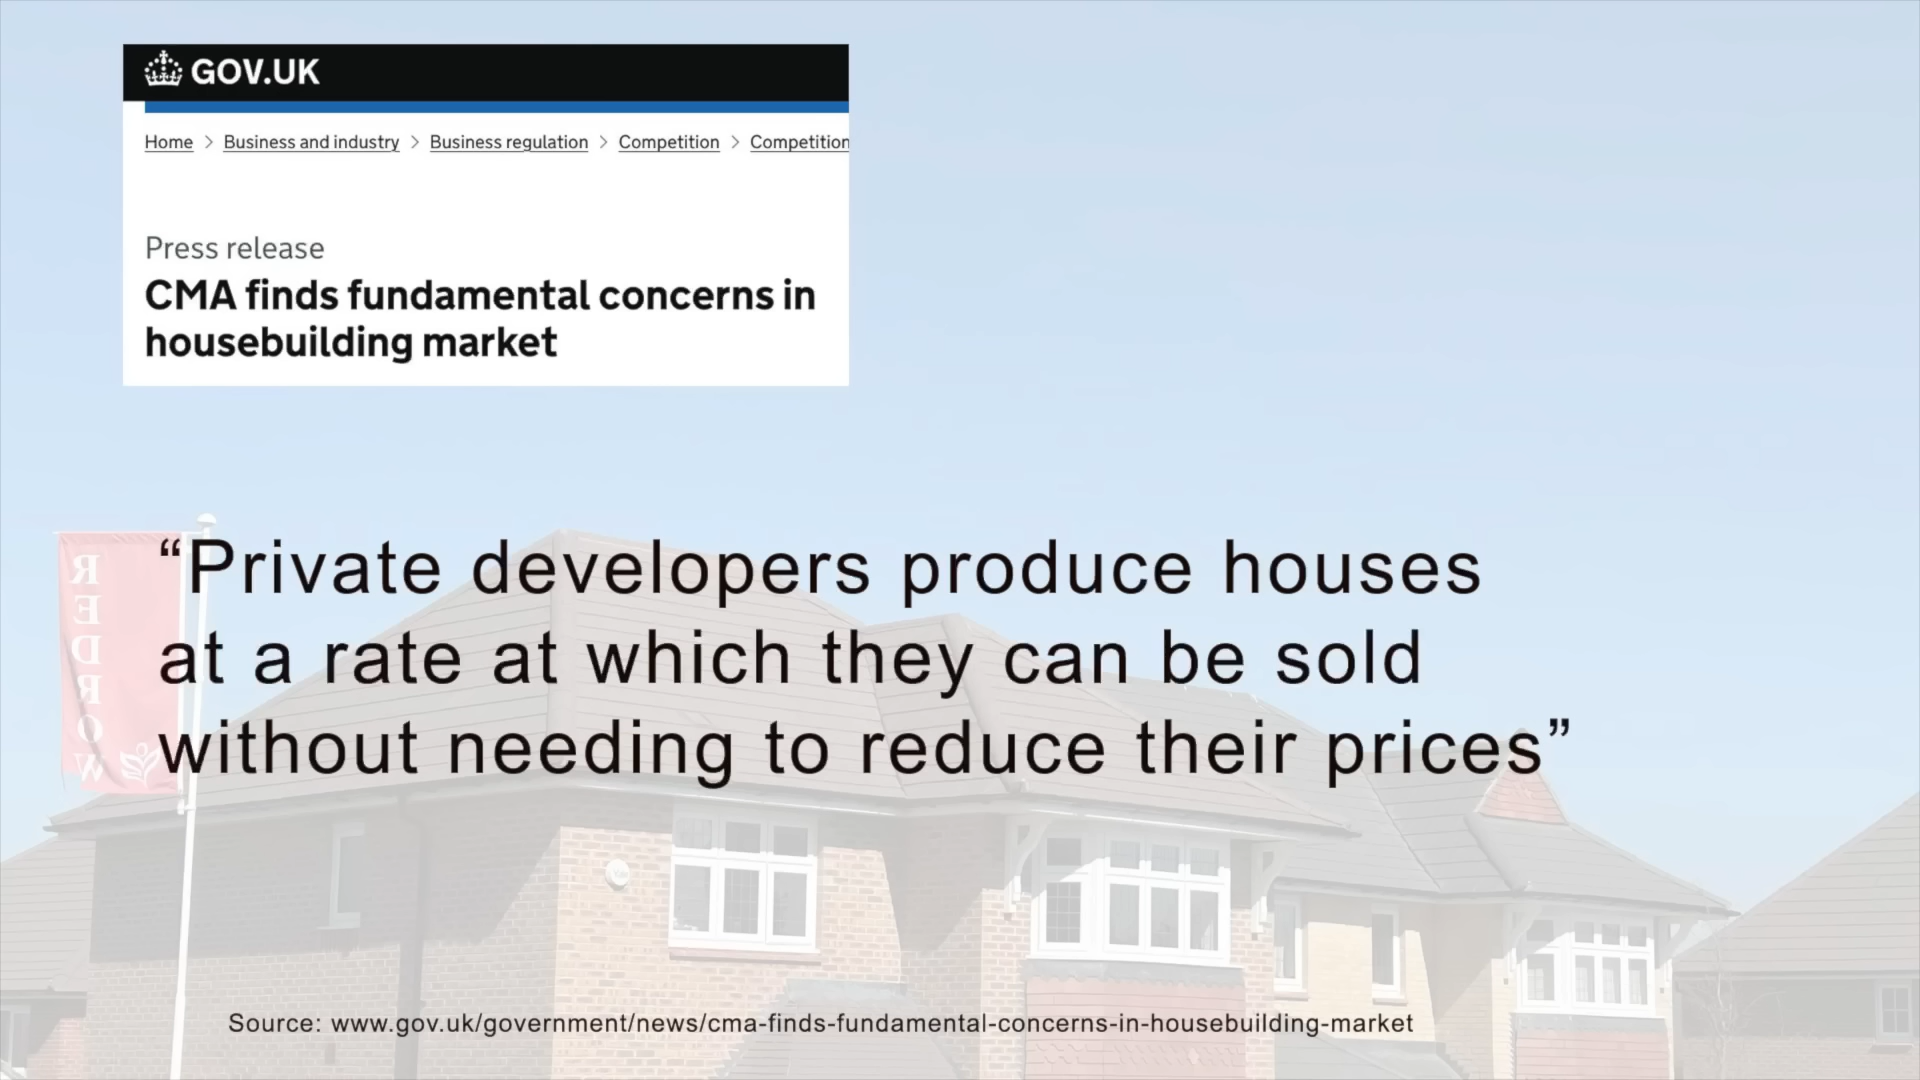 GOV.UK
Home > Business and industry > Business regulation > Competition > Competition
Press release
CMA finds fundamental concerns in
housebuilding market
“Private developers produce houses
at a rate at which they can be sold
without needing to reduce their prices”
REDROW
Source: www.gov.uk/government/news/cma-finds-fundamental-concerns-in-housebuilding-market